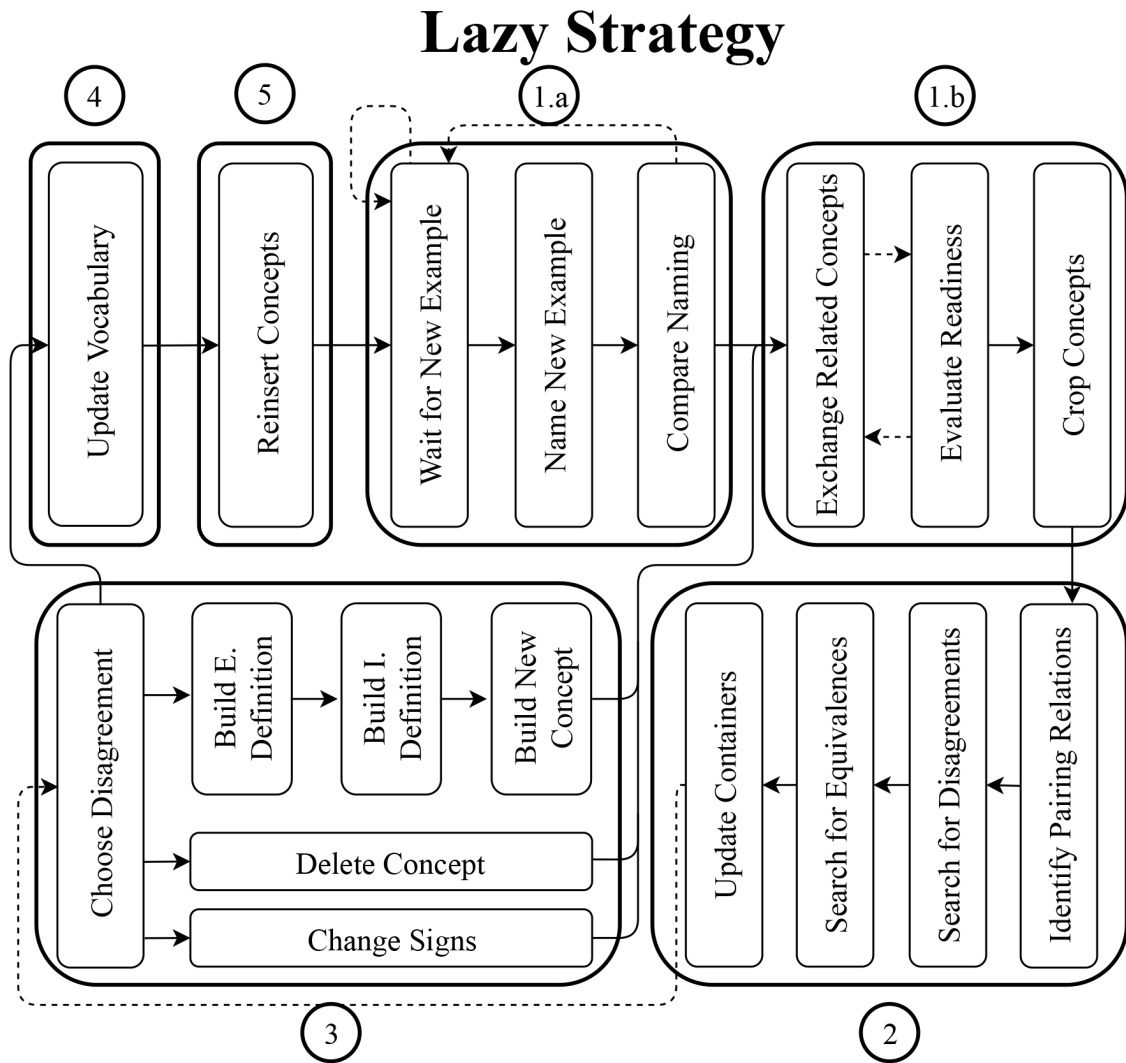 Lazy Strategy
4
5
1.a
1.b
Update Vocabulary
Reinsert Concepts
Wait for New Example
Name New Example
Compare Naming
Exchange Related Concepts
Evaluate Readiness
Crop Concepts
Choose Disagreement
Build E.
Definition
Build I.
Definition
Build New
Concept
Delete Concept
Change Signs
Update Containers
Search for Equivalences
Search for Disagreements
Identify Pairing Relations
3
2